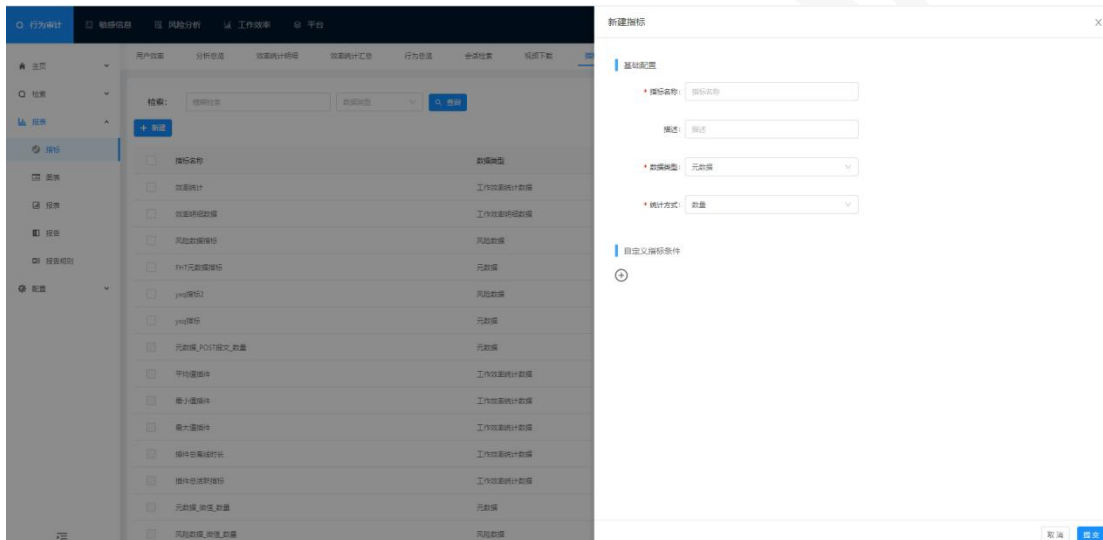 行为审计 敏感信息 风险分析 工作效率 平台
新建指标
主页
检索
报表
指标
图表
报表
报告
报告规则
配置
用户效率 分析总览 效率统计明细 效率统计汇总 行为总览 会话检索 视频下载
检索: 模糊检索 数据类型 查询
+ 新建
指标名称 数据类型
效率统计 工作效率统计数据
效率明细数据 工作效率明细数据
风险数据指标 风险数据
元数据指标 元数据
指标2 风险数据
指标 元数据
元数据_POST报文_数量 元数据
平均值插件 工作效率统计数据
最小值插件 工作效率统计数据
最大值插件 工作效率统计数据
插件总离线时长 工作效率统计数据
插件总活跃指标 工作效率统计数据
元数据_微信_数量 元数据
风险数据_微信_数量 风险数据
基础配置
* 指标名称: 指标名称
描述: 描述
* 数据类型: 元数据
* 统计方式: 数量
自定义指标条件
取消 提交